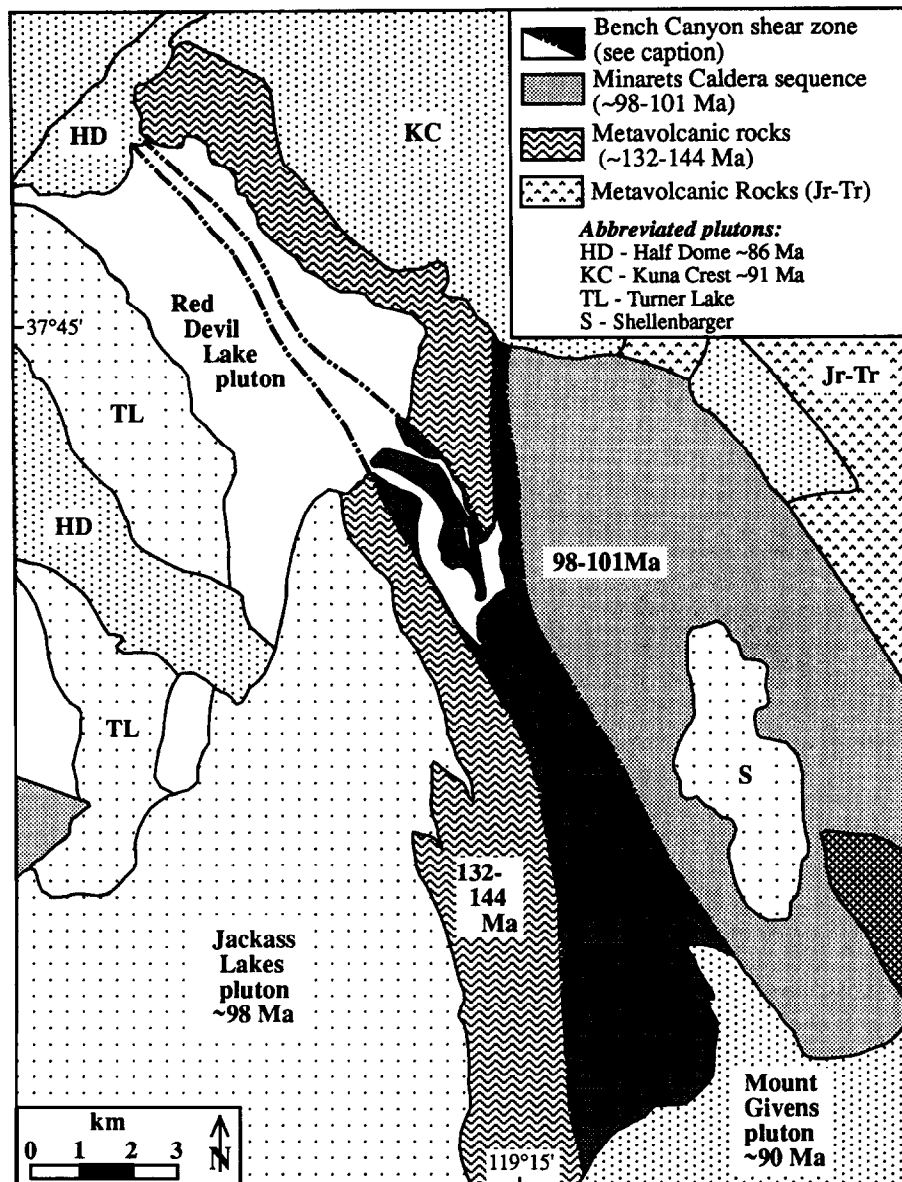 Bench Canyon shear zone
(see caption)
Minarets Caldera sequence
(~98-101 Ma)
Metavolcanic rocks
(~132-144 Ma)
Metavolcanic Rocks (Jr-Tr)
Abbreviated plutons:
HD - Half Dome ~86 Ma
KC - Kuna Crest ~91 Ma
TL - Turner Lake
S - Shellenbarger
HD
KC
37°45'
Red
Devil
Lake
pluton
Jr-Tr
TL
HD
98-101Ma
TL
S
132-
144
Ma
Jackass
Lakes
pluton
~98 Ma
Mount
Givens
pluton
~90 Ma
km
0 1 2 3
N
119°15'